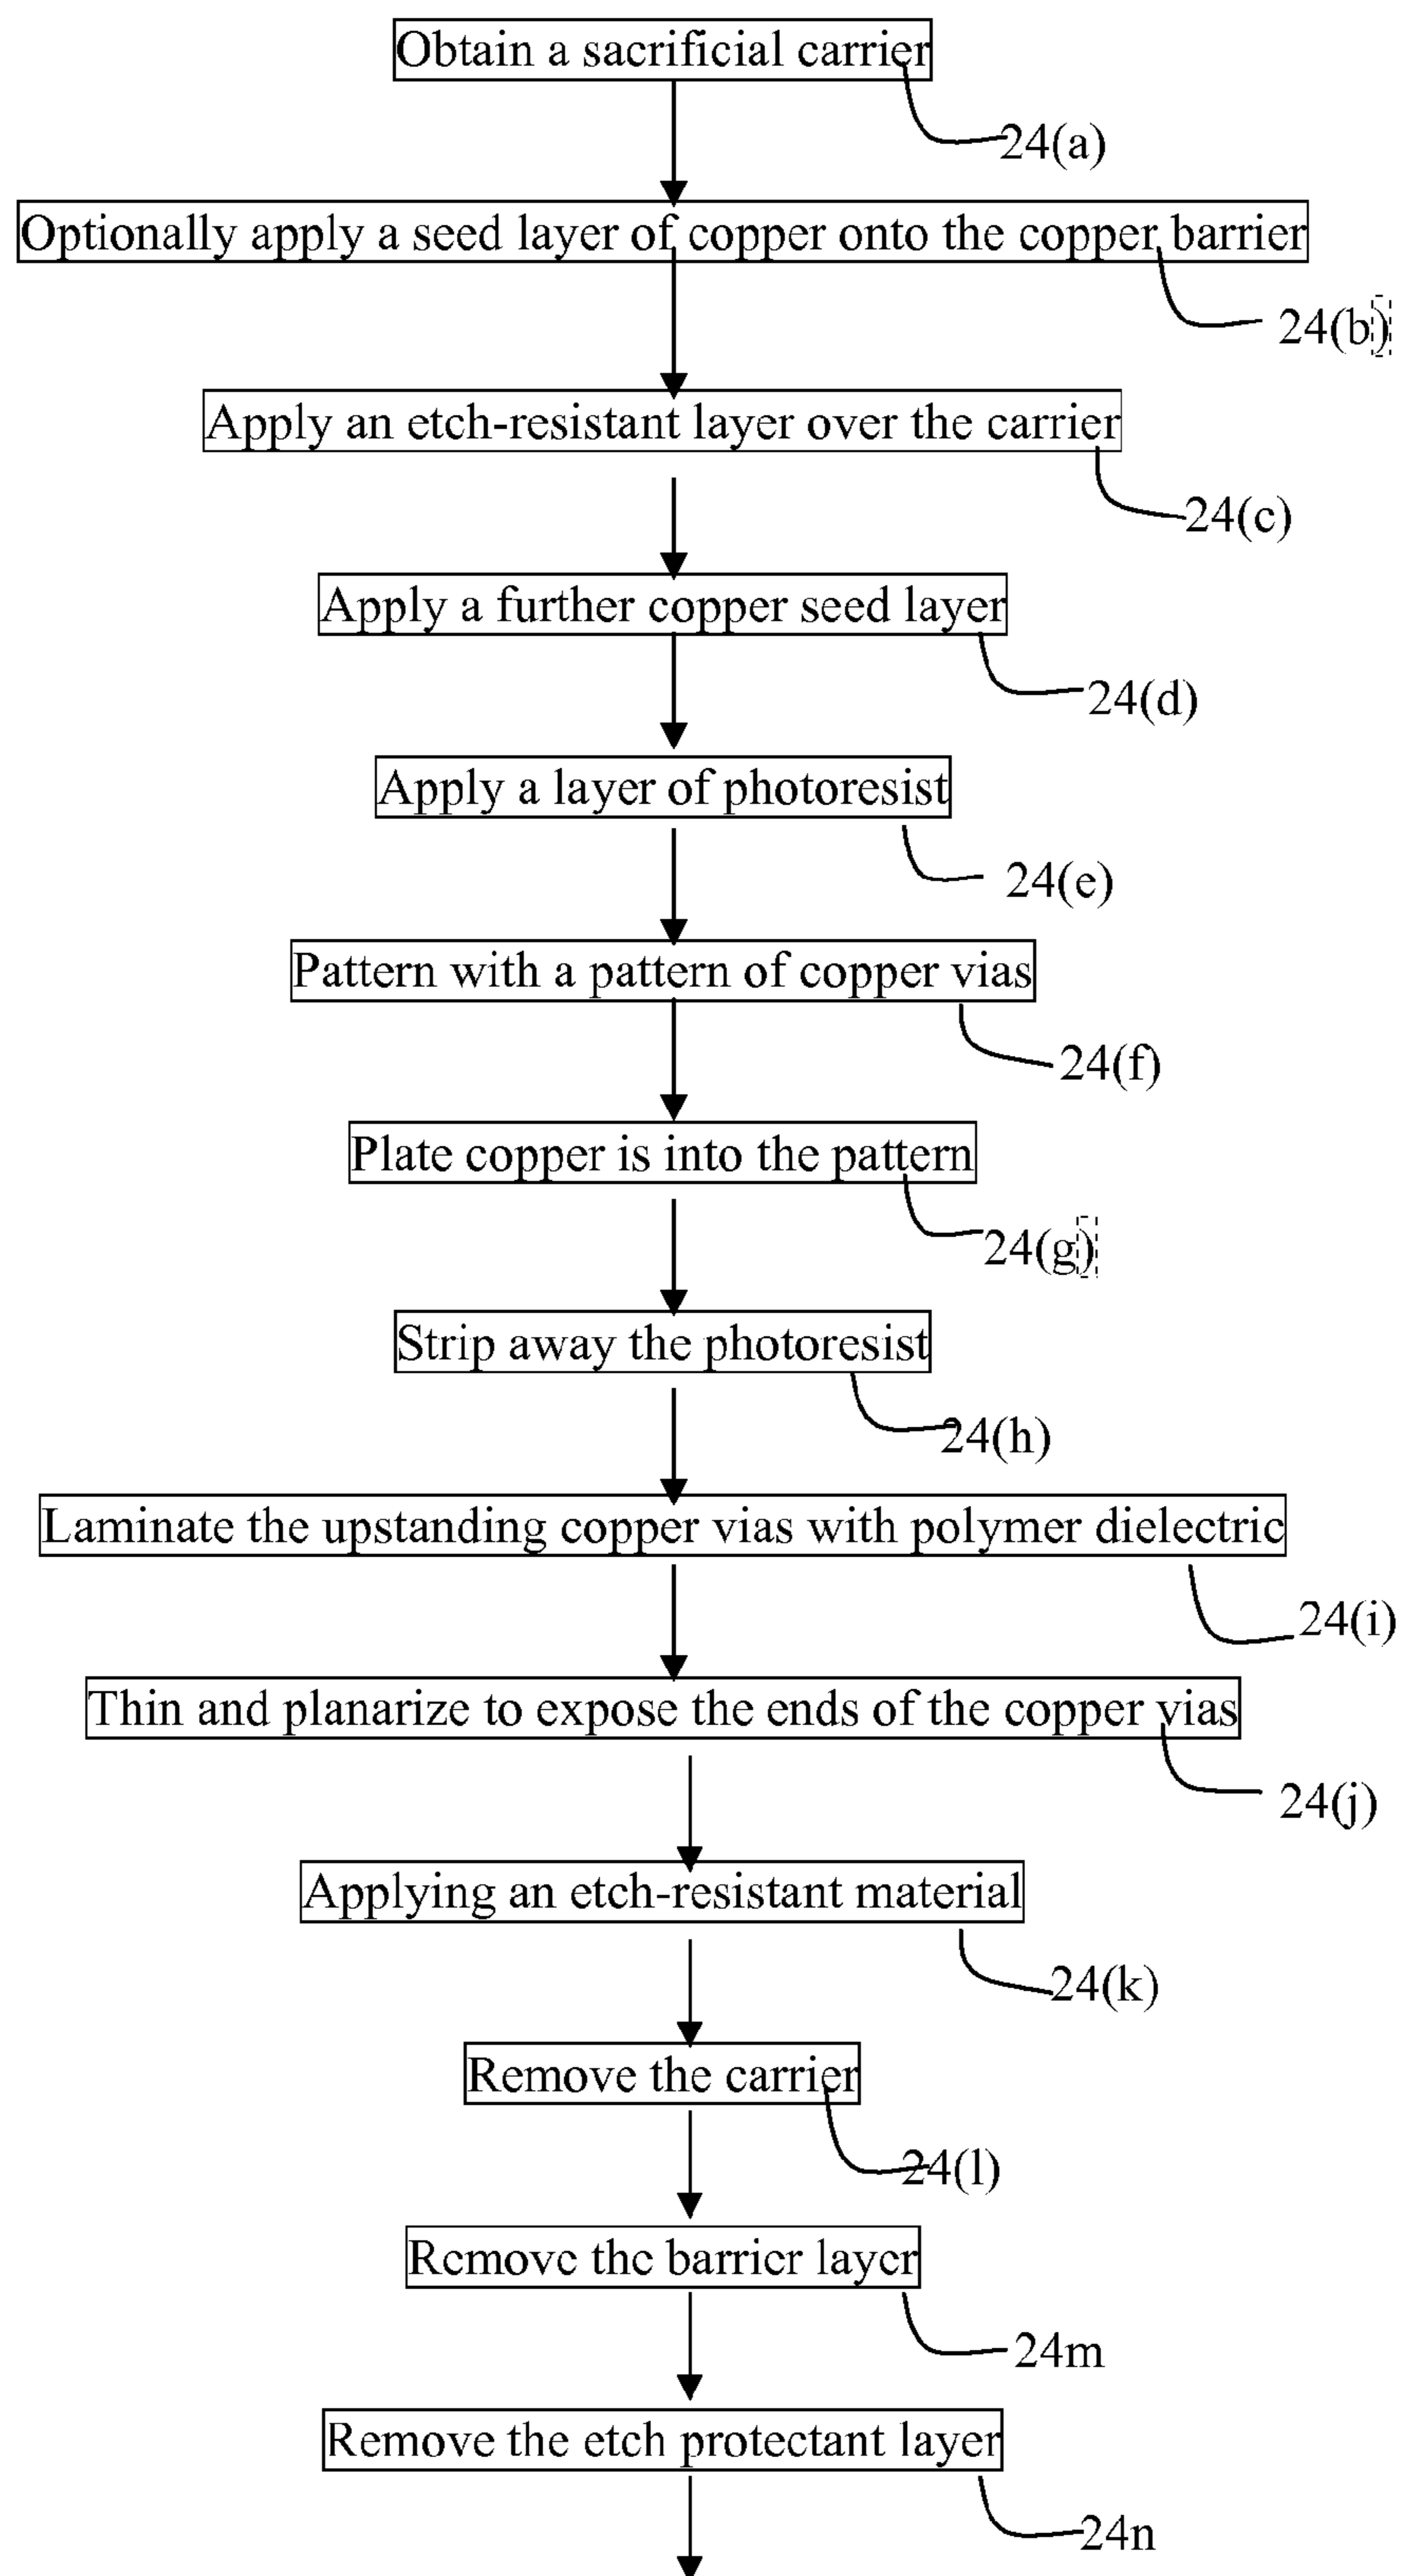 Obtain a sacrificial carrier
24(a)
Optionally apply a seed layer of copper onto the copper barrier
24(b)
Apply an etch-resistant layer over the carrier
24(c)
Apply a further copper seed layer
24(d)
Apply a layer of photoresist
24(e)
Pattern with a pattern of copper vias
24(f)
Plate copper is into the pattern
24(g)
Strip away the photoresist
24(h)
Laminate the upstanding copper vias with polymer dielectric
24(i)
Thin and planarize to expose the ends of the copper vias
24(j)
Applying an etch-resistant material
24(k)
Remove the carrier
24(l)
Remove the barrier layer
24m
Remove the etch protectant layer
24n